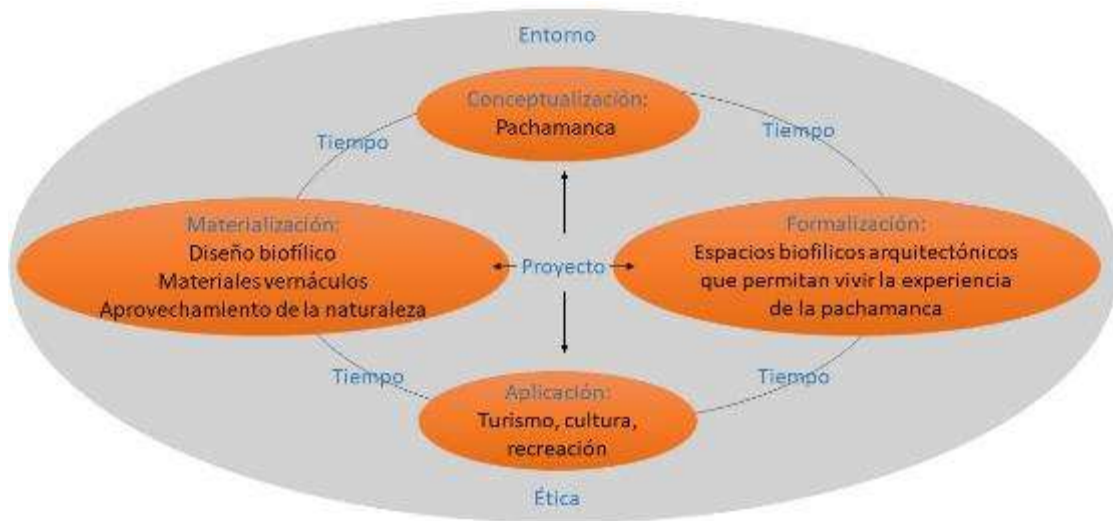 Entorno
Conceptualización:
Pachamanca
Tiempo
Tiempo
Materialización:
Diseño biofílico
Materiales vernáculos
Aprovechamiento de la naturaleza
Proyecto
Formalización:
Espacios biofílicos arquitectónicos
que permitan vivir la experiencia
de la pachamanca
Tiempo
Tiempo
Aplicación:
Turismo, cultura,
recreación
Ética